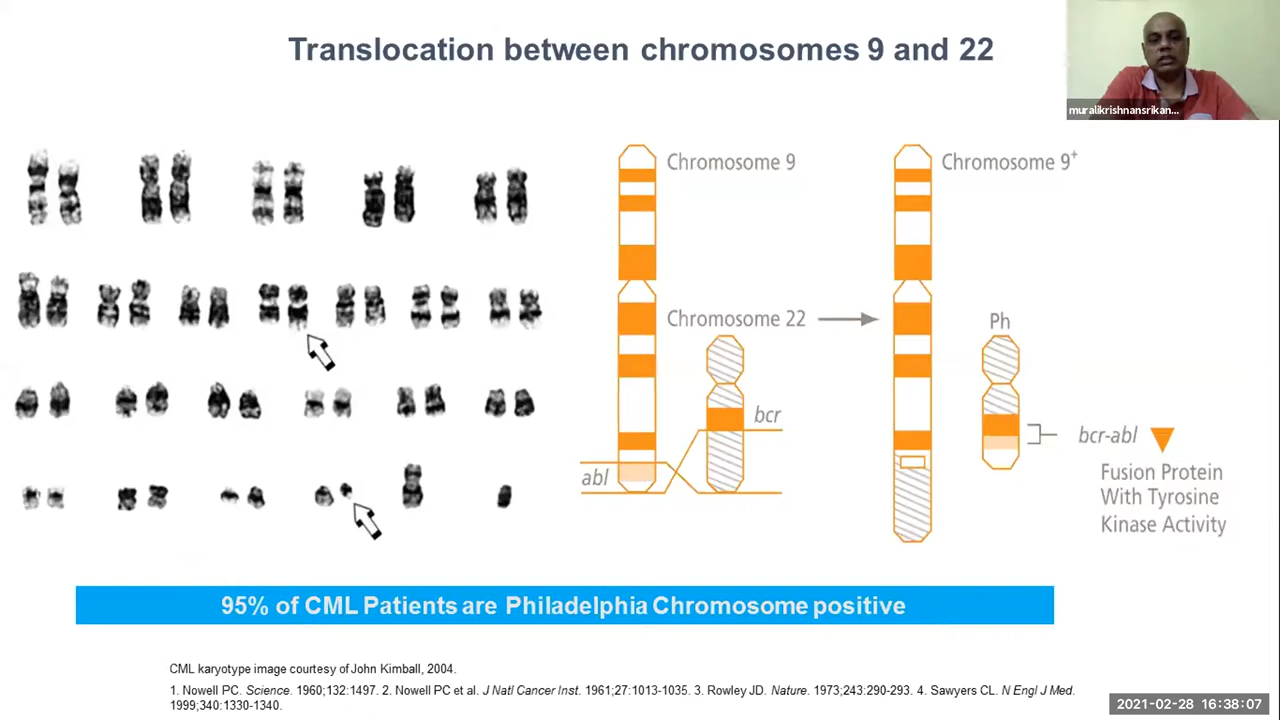 Translocation between chromosomes 9 and 22
muralikrishnansrikan...
Chromosome 9
Chromosome 9+
Chromosome 22
Ph
bcr
abl
bcr-abl
Fusion Protein
With Tyrosine
Kinase Activity
95% of CML Patients are Philadelphia Chromosome positive
CML karyotype image courtesy of John Kimball, 2004.
1. Nowell PC. Science. 1960;132:1497. 2. Nowell PC et al. J Natl Cancer Inst. 1961;27:1013-1035. 3. Rowley JD. Nature. 1973;243:290-293. 4. Sawyers CL. N Engl J Med.
1999;340:1330-1340.
2021-02-28 16:38:07